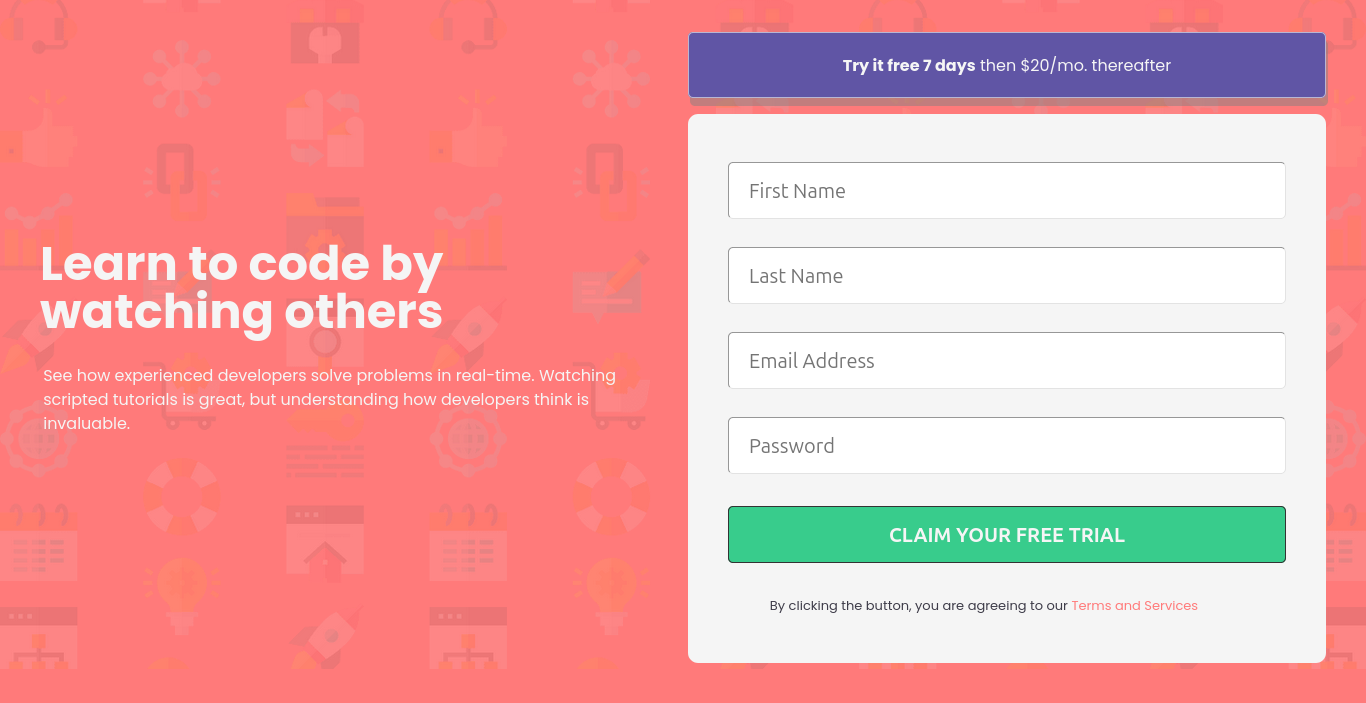 Learn to code by
watching others
See how experienced developers solve problems in real-time. Watching
scripted tutorials is great, but understanding how developers think is
invaluable.
Try it free 7 days then $20/mo. thereafter
First Name
Last Name
Email Address
Password
CLAIM YOUR FREE TRIAL
By clicking the button, you are agreeing to our Terms and Services